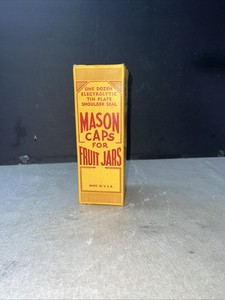 ONE DOZEN
ELECTROLYTIC
TIN PLATE
SHOULDER SEAL
MASON
CAPS
FOR
FRUIT JARS
MADE IN U.S.A.